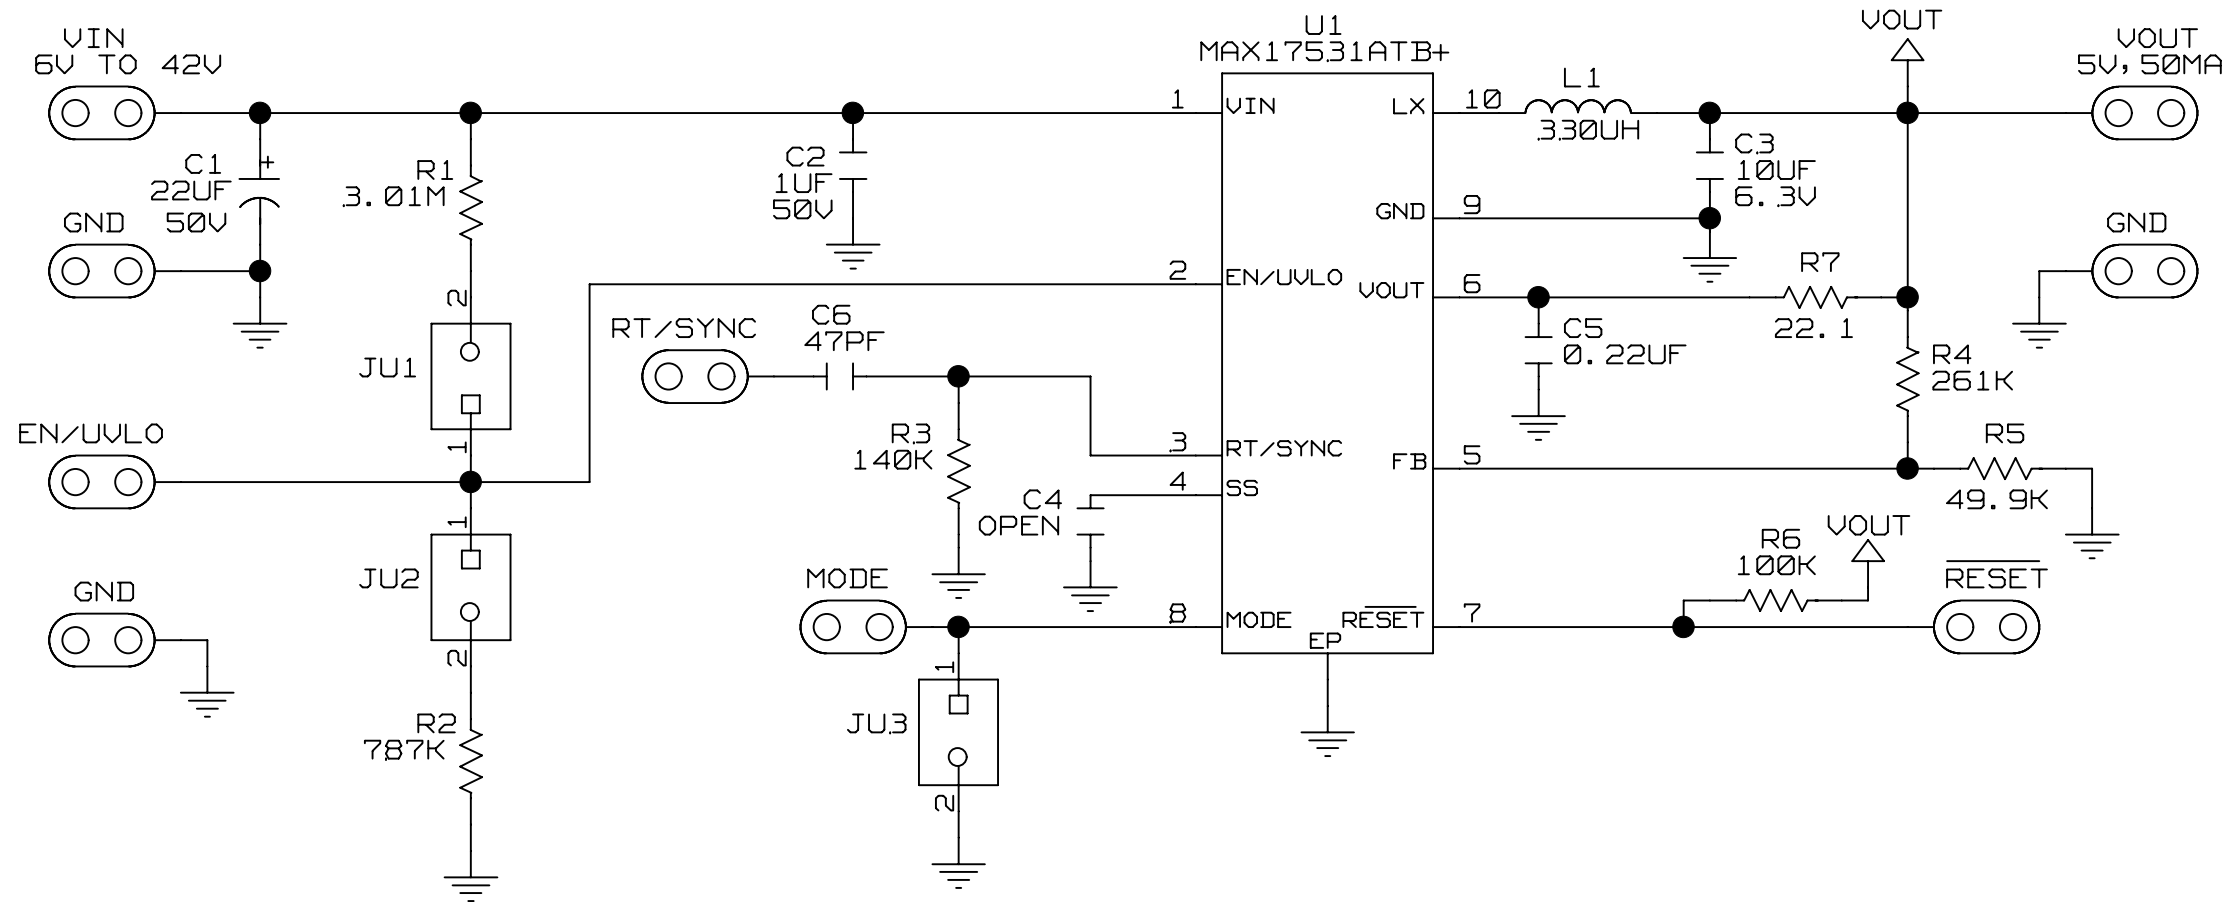 VIN
6V TO 42V
C1
+
22UF
50V
GND
R1
3.01M
2
JU1
1
EN/UVLO
1
JU2
2
GND
R2
787K
C2
1UF
50V
RT/SYNC
C6
47PF
R3
140K
C4
OPEN
MODE
1
JU3
2
U1
MAX17531ATB+
1
VIN
2
EN/UVLO
3
RT/SYNC
4
SS
8
MODE
EP
LX
10
GND
9
VOUT
6
FB
5
RESET
7
L1
330UH
C3
10UF
6.3V
VOUT
VOUT
5V,50MA
GND
R7
22.1
C5
0.22UF
R4
261K
R5
49.9K
R6
100K
VOUT
RESET